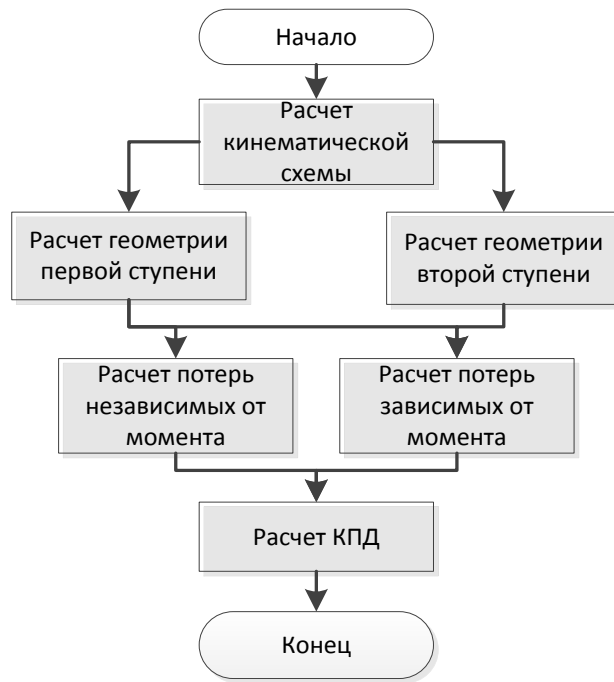 Начало
Расчет
кинематической
схемы
Расчет геометрии
первой ступени
Расчет геометрии
второй ступени
Расчет потерь
независимых от
момента
Расчет потерь
зависимых от
момента
Расчет КПД
Конец